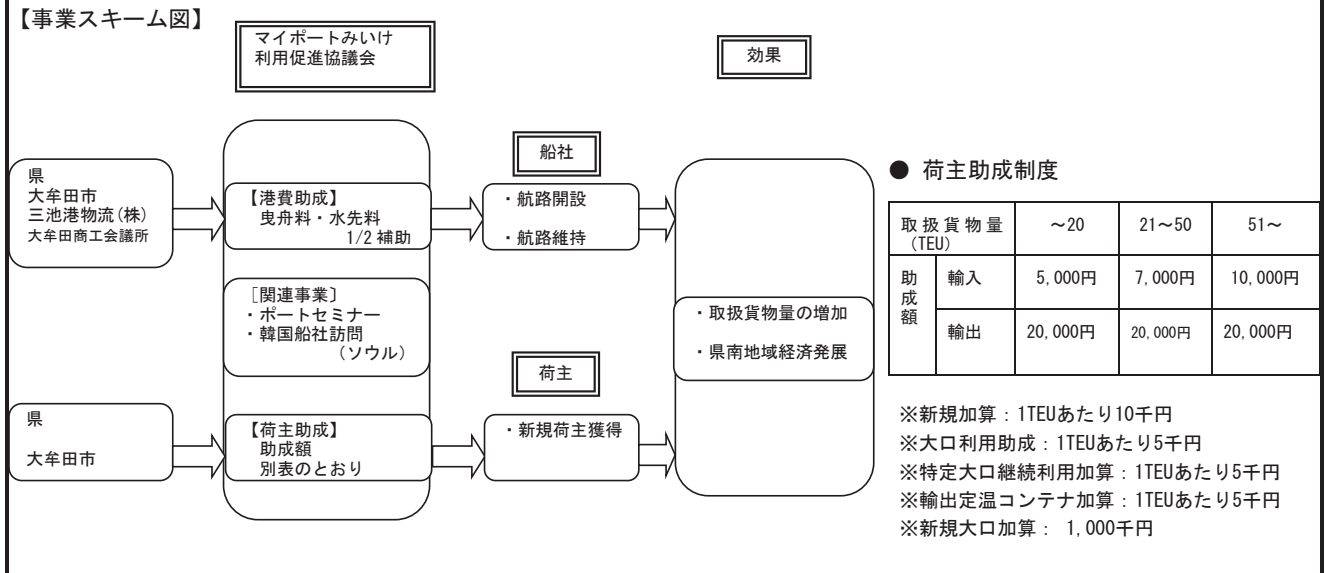 【事業スキーム図】
マイポートみいけ
利用促進協議会
効果
県
大牟田市
三池港物流(株)
大牟田商工会議所
【港費助成】
曳舟料・水先料
1/2 補助
船社
・航路開設
・航路維持
［関連事業〕
・ポートセミナー
・韓国船社訪問
（ソウル）
・取扱貨物量の増加
・県南地域経済発展
県
大牟田市
【荷主助成】
助成額
別表のとおり
荷主
・新規荷主獲得
● 荷主助成制度
取扱貨物量 ～20 21～50 51～
(TEU)
助成額 輸入 5,000円 7,000円 10,000円
輸出 20,000円 20,000円 20,000円
※新規加算：1TEUあたり10千円
※大口利用助成：1TEUあたり5千円
※特定大口継続利用加算：1TEUあたり5千円
※輸出定温コンテナ加算：1TEUあたり5千円
※新規大口加算： 1,000千円